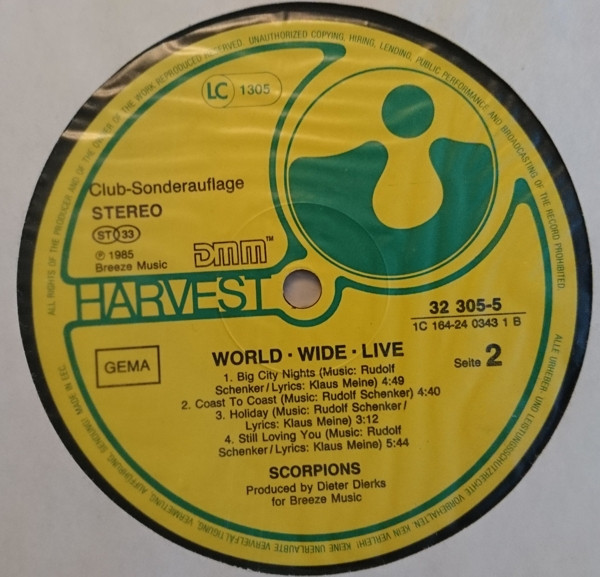 ALL RIGHTS OF THE PRODUCER AND OF THE OWNER OF THE WORK REPRODUCED RESERVED. UNAUTHORIZED COPYING, HIRING, LENDING, PUBLIC PERFORMANCE AND BROADCASTING OF THE RECORD PROHIBITED.
LC 1305
Club-Sonderauflage
STEREO
ST 33
℗ 1985
Breeze Music
DMM™
HARVEST
32 305-5
1C 164-24 0343 1 B
GEMA
WORLD · WIDE · LIVE
Seite 2
1. Big City Nights (Music: Rudolf
Schenker/Lyrics: Klaus Meine) 4:49
2. Coast To Coast (Music: Rudolf Schenker) 4:40
3. Holiday (Music: Rudolf Schenker/
Lyrics: Klaus Meine) 3:12
4. Still Loving You (Music: Rudolf
Schenker/Lyrics: Klaus Meine) 5:44
SCORPIONS
Produced by Dieter Dierks
for Breeze Music
ALLE URHEBER- UND LEISTUNGSSCHUTZRECHTE VORBEHALTEN. KEIN VERLEIH! KEINE UNERLAUBTE VERVIELFÄLTIGUNG, VERMIETUNG, AUFFÜHRUNG, SENDUNG! MADE IN EEC